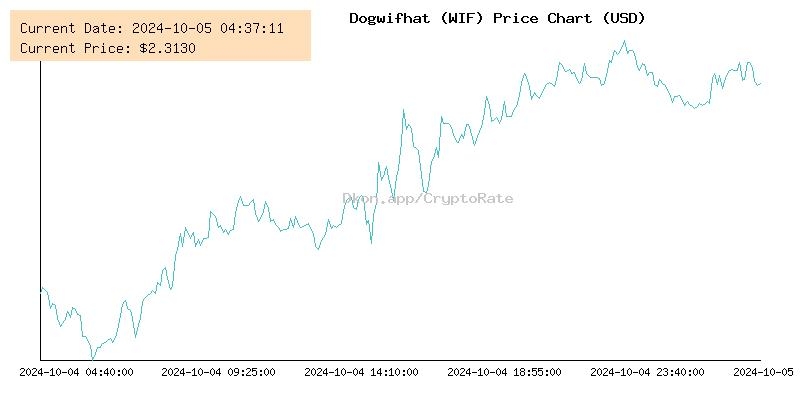 Dogwifhat (WIF) Price Chart (USD)
Current Date: 2024-10-05 04:37:11
Current Price: $2.3130
Dkon.app/CryptoRate
2024-10-04 04:40:00 2024-10-04 09:25:00 2024-10-04 14:10:00 2024-10-04 18:55:00 2024-10-04 23:40:00 2024-10-05